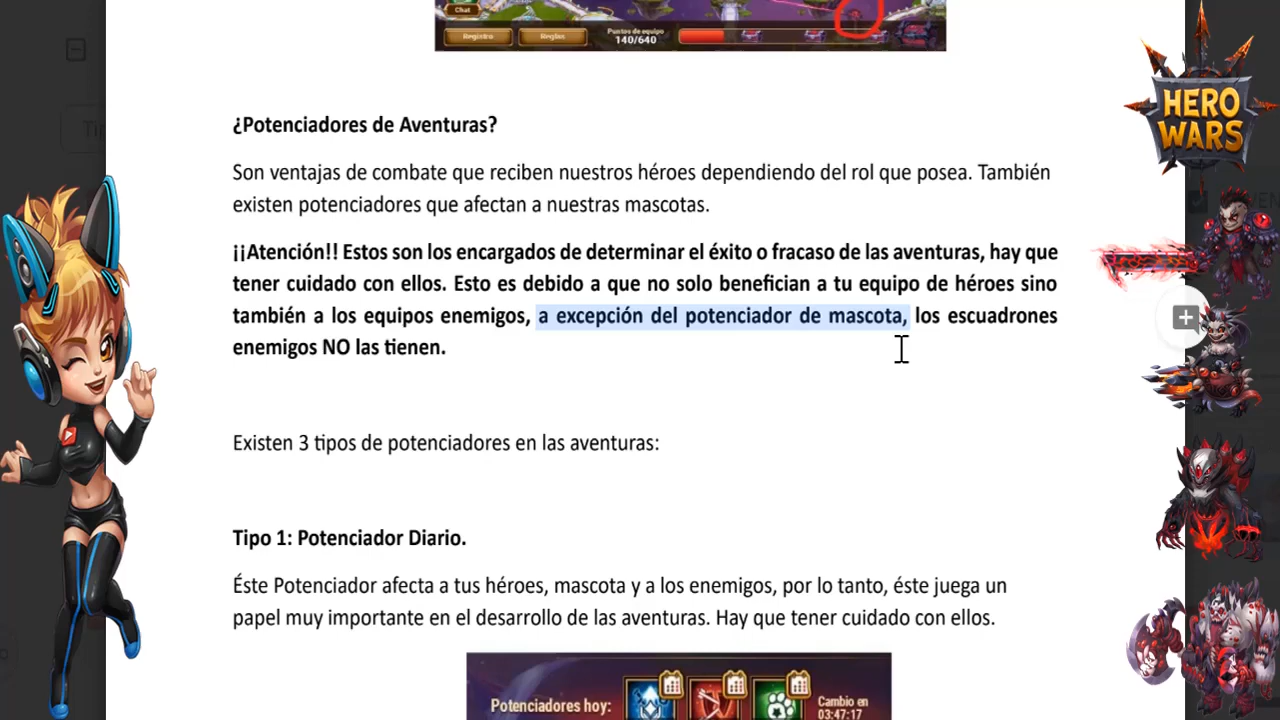 Chat
Registro
Reglas
Puntos de equipo
140/640
¿Potenciadores de Aventuras?
Son ventajas de combate que reciben nuestros héroes dependiendo del rol que posea. También
existen potenciadores que afectan a nuestras mascotas.
¡¡Atención!! Estos son los encargados de determinar el éxito o fracaso de las aventuras, hay que
tener cuidado con ellos. Esto es debido a que no solo benefician a tu equipo de héroes sino
también a los equipos enemigos, a excepción del potenciador de mascota, los escuadrones
enemigos NO las tienen.
Existen 3 tipos de potenciadores en las aventuras:
Tipo 1: Potenciador Diario.
Éste Potenciador afecta a tus héroes, mascota y a los enemigos, por lo tanto, éste juega un
papel muy importante en el desarrollo de las aventuras. Hay que tener cuidado con ellos.
Potenciadores hoy:
Cambio en
03:47:17
HERO
WARS